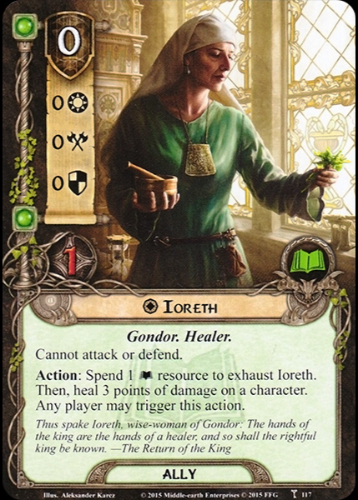 0
0
0
0
1
IORETH
Gondor. Healer.
Cannot attack or defend.
Action: Spend 1 resource to exhaust Ioreth.
Then, heal 3 points of damage on a character.
Any player may trigger this action.
Thus spake Ioreth, wise-woman of Gondor: The hands of
the king are the hands of a healer, and so shall the rightful
king be known. —The Return of the King
ALLY
Illus. Aleksander Karcz
© 2015 Middle-earth Enterprises © 2015 FFG
117